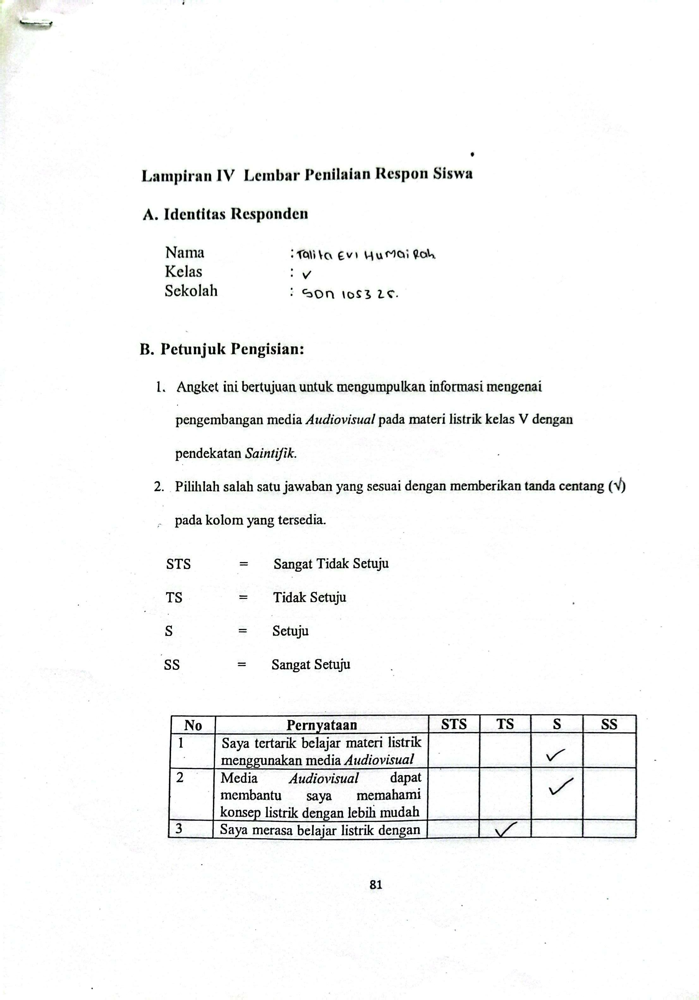 Lampiran IV Lembar Penilaian Respon Siswa
A. Identitas Responden
Nama : Talita Evi Humairah
Kelas : V
Sekolah : SDN 105325.
B. Petunjuk Pengisian:
1. Angket ini bertujuan untuk mengumpulkan informasi mengenai
pengembangan media Audiovisual pada materi listrik kelas V dengan
pendekatan Saintifik.
2. Pilihlah salah satu jawaban yang sesuai dengan memberikan tanda centang (√)
pada kolom yang tersedia.
STS = Sangat Tidak Setuju
TS = Tidak Setuju
S = Setuju
SS = Sangat Setuju
No Pernyataan STS TS S SS
1 Saya tertarik belajar materi listrik
menggunakan media Audiovisual ✓
2 Media Audiovisual dapat ✓
membantu saya memahami
konsep listrik dengan lebih mudah
3 Saya merasa belajar listrik dengan ✓
81